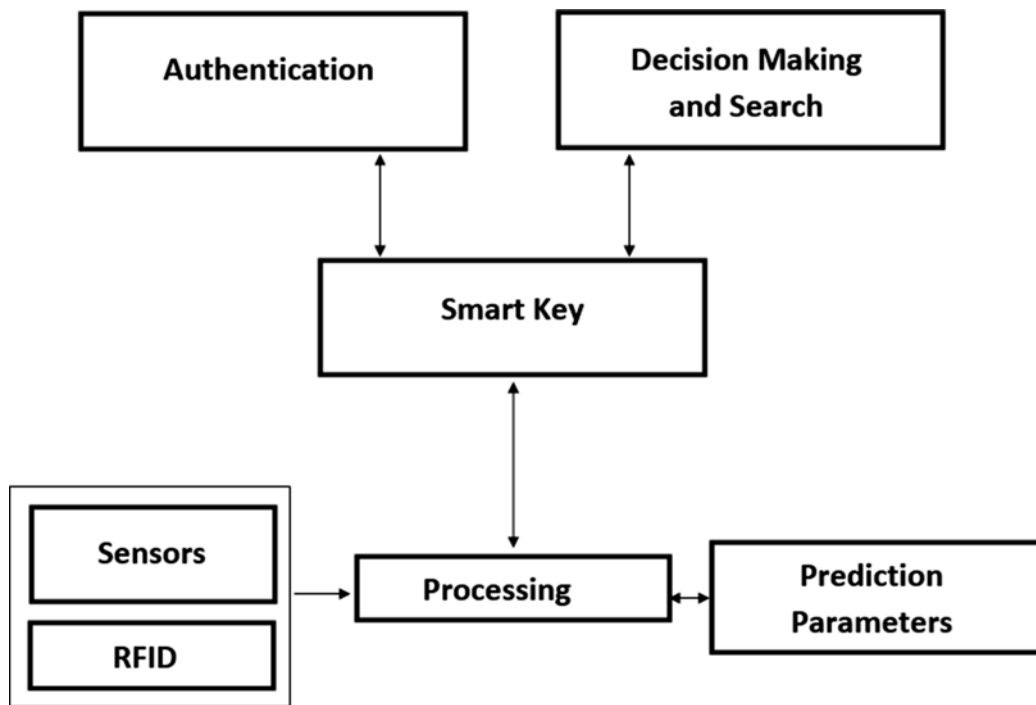 Authentication
Decision Making
and Search
Smart Key
Sensors
RFID
Processing
Prediction
Parameters